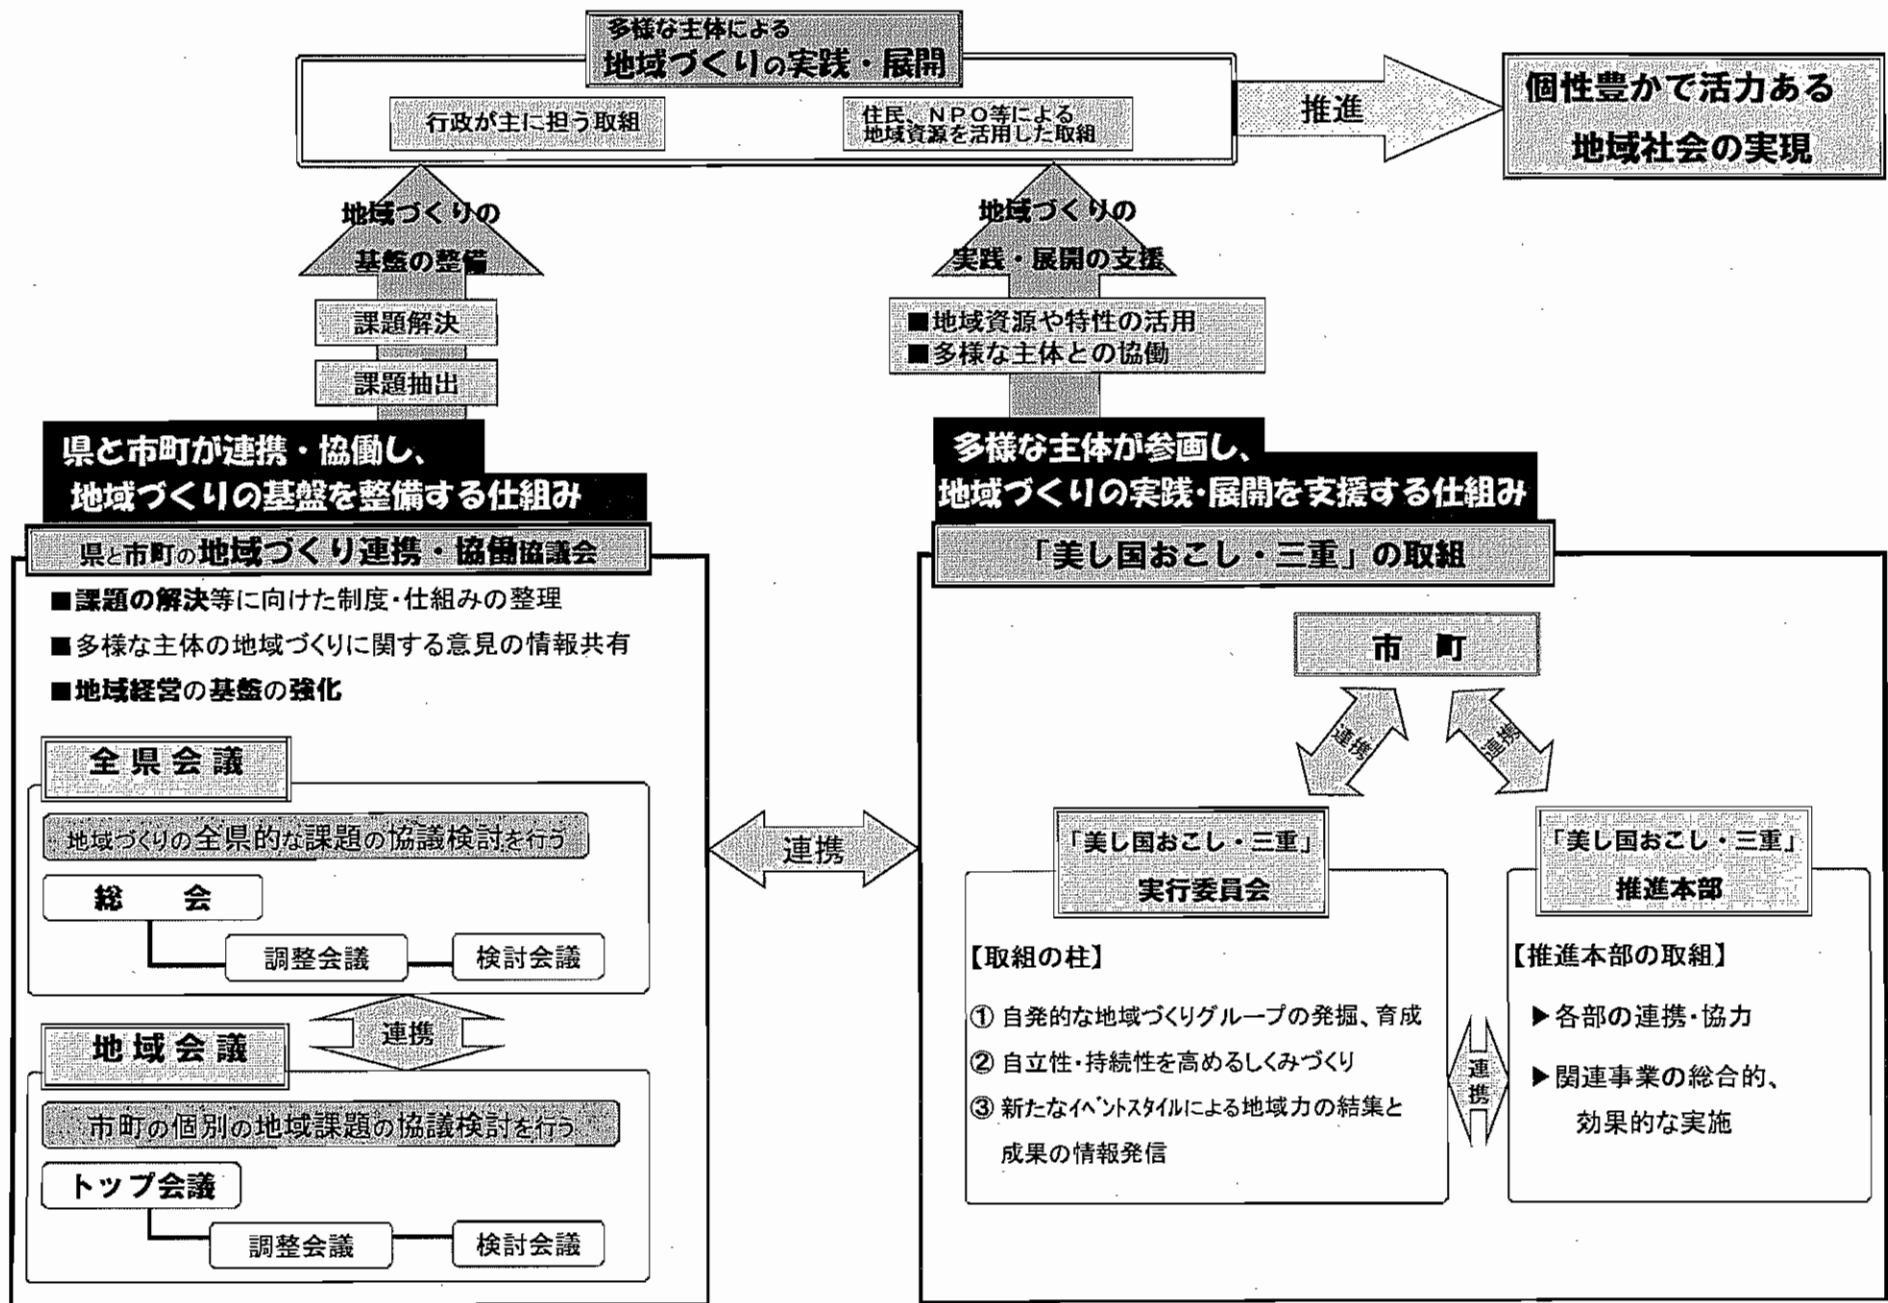 多様な主体による
地域づくりの実践・展開
行政が主に担う取組
住民、NPO等による
地域資源を活用した取組
推進
個性豊かで活力ある
地域社会の実現
地域づくりの
基盤の整備
課題解決
課題抽出
地域づくりの
実践・展開の支援
■地域資源や特性の活用
■多様な主体との協働
県と市町が連携・協働し、
地域づくりの基盤を整備する仕組み
県と市町の地域づくり連携・協働協議会
■課題の解決等に向けた制度・仕組みの整理
■多様な主体の地域づくりに関する意見の情報共有
■地域経営の基盤の強化
全県会議
地域づくりの全県的な課題の協議検討を行う
総 会
調整会議
検討会議
連携
地域会議
市町の個別の地域課題の協議検討を行う
トップ会議
調整会議
検討会議
連携
多様な主体が参画し、
地域づくりの実践・展開を支援する仕組み
「美し国おこし・三重」の取組
市 町
連携
「美し国おこし・三重」
実行委員会
【取組の柱】
① 自発的な地域づくりグループの発掘、育成
② 自立性・持続性を高めるしくみづくり
③ 新たなイベントスタイルによる地域力の結集と
成果の情報発信
連携
「美し国おこし・三重」
推進本部
【推進本部の取組】
▶各部の連携・協力
▶関連事業の総合的、
効果的な実施